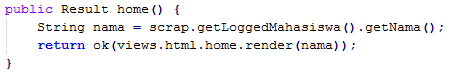 public Result home() {
    String nama = scrap.getLoggedMahasiswa().getNama();
    return ok(views.html.home.render(nama));
}